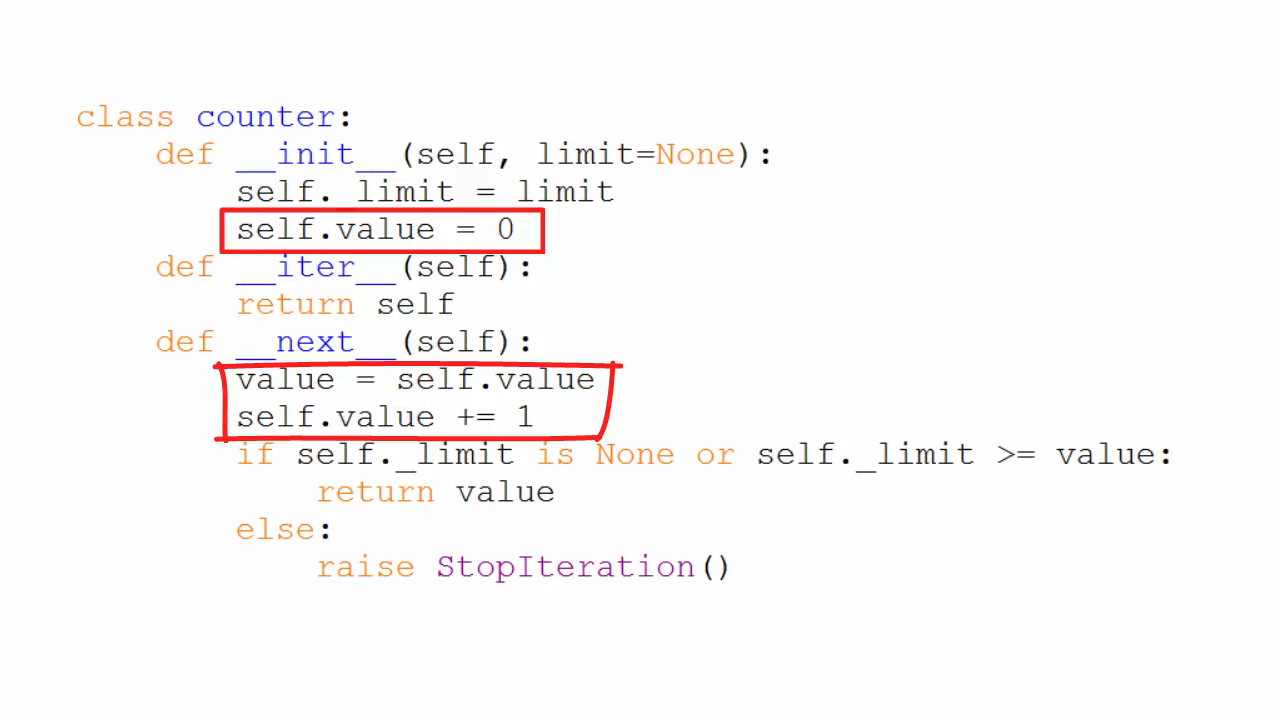 class counter:
    def __init__(self, limit=None):
        self. limit = limit
        self.value = 0
    def __iter__(self):
        return self
    def __next__(self):
        value = self.value
        self.value += 1
        if self._limit is None or self._limit >= value:
            return value
        else:
            raise StopIteration()